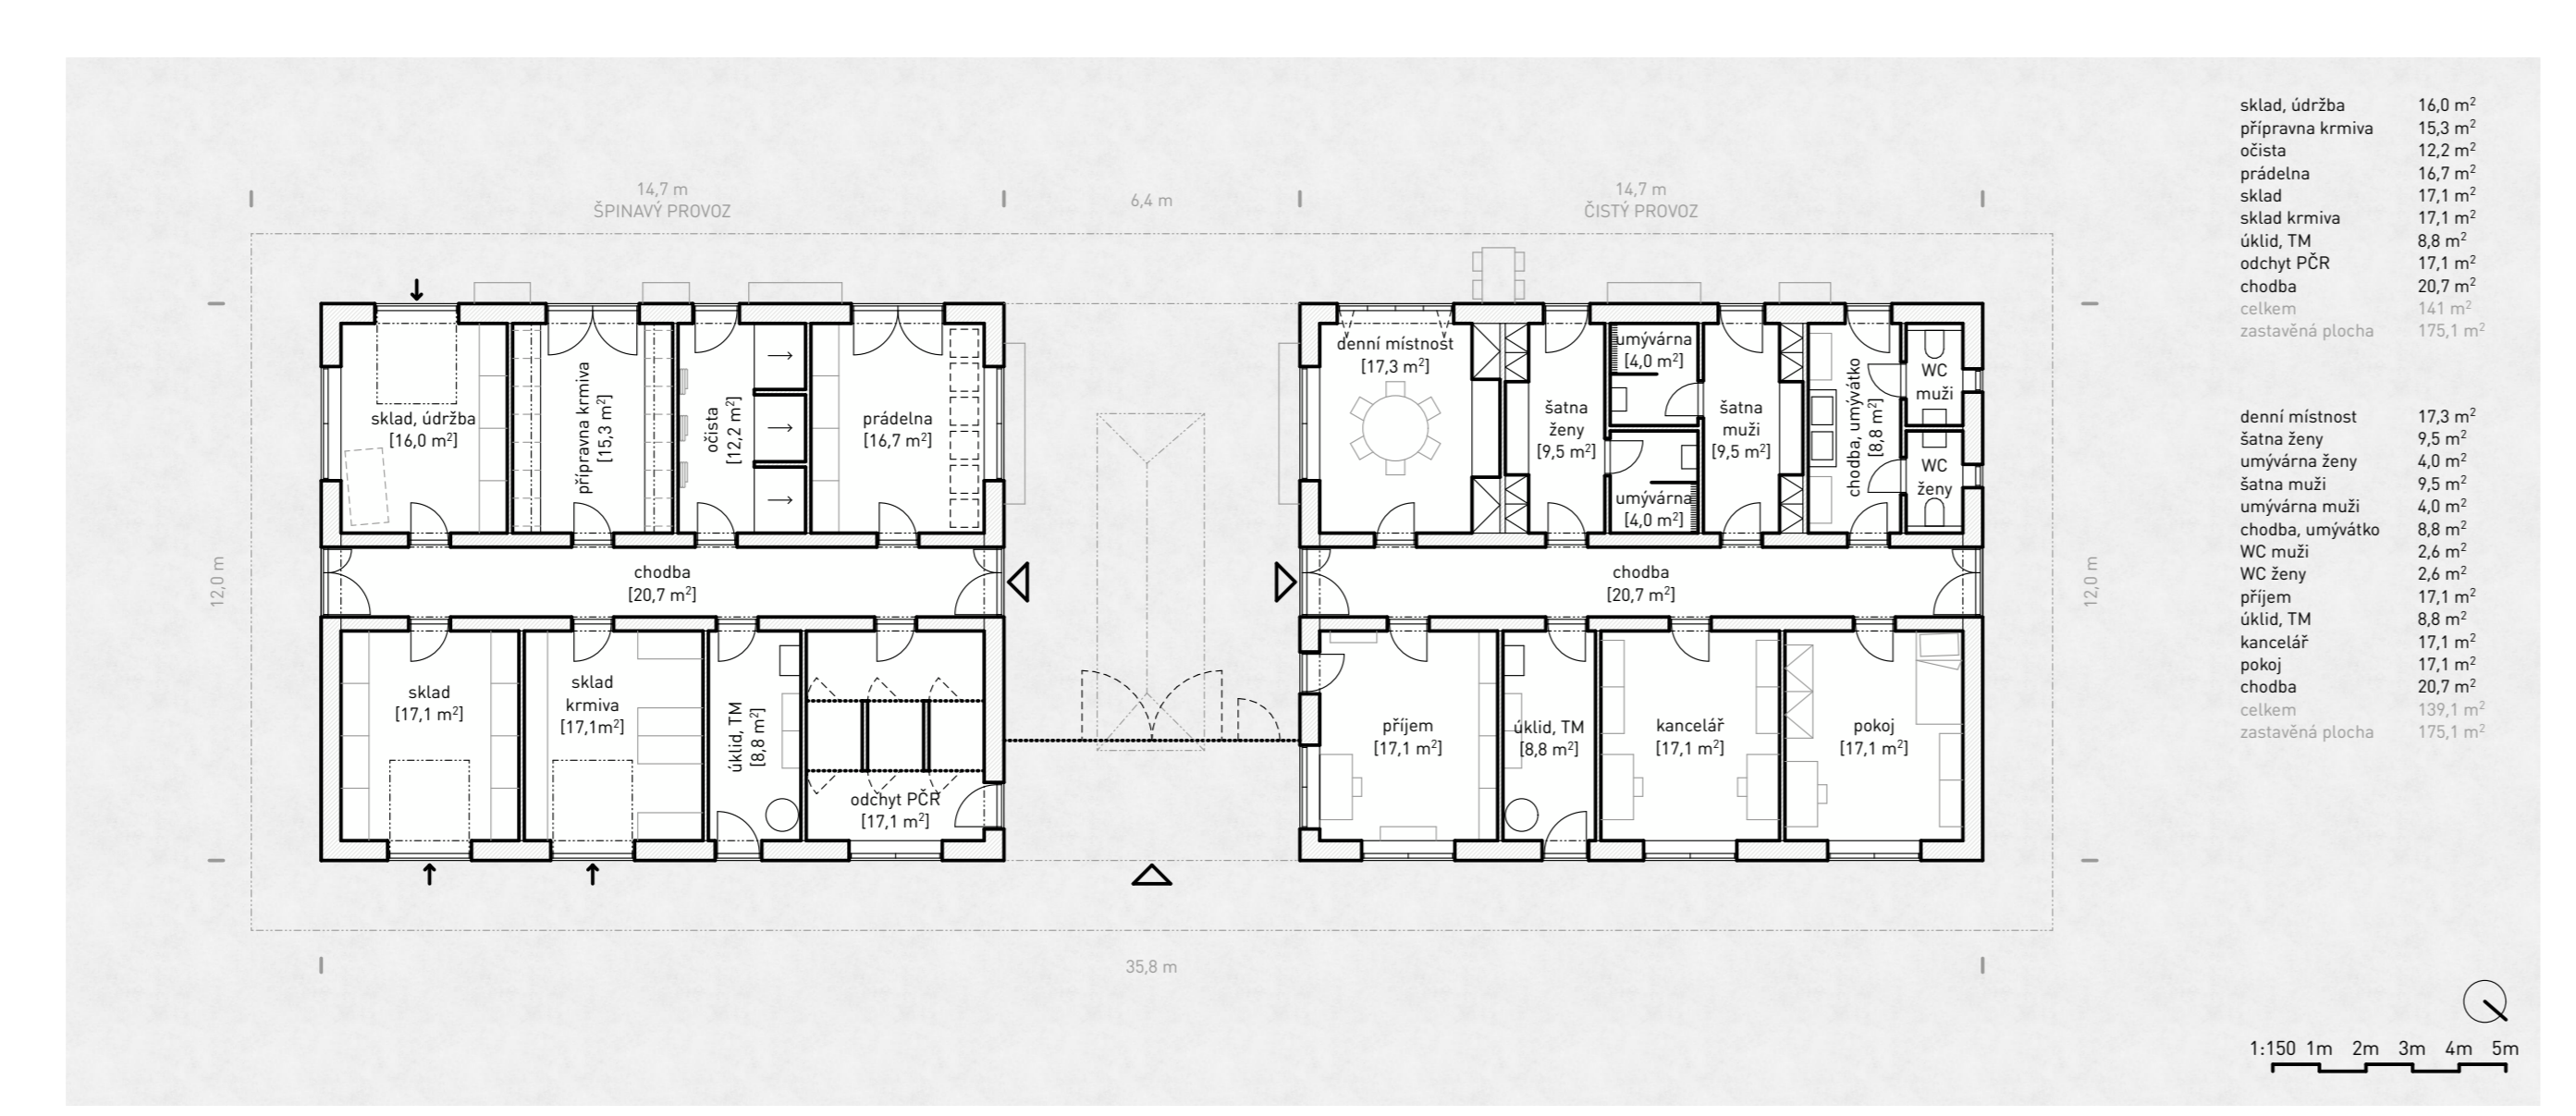 14,7 m
ŠPINAVÝ PROVOZ
6,4 m
14,7 m
ČISTÝ PROVOZ
12,0 m
12,0 m
35,8 m
sklad, údržba
[16,0 m²]
přípravna krmiva
[15,3 m²]
očista
[12,2 m²]
prádelna
[16,7 m²]
chodba
[20,7 m²]
sklad
[17,1 m²]
sklad
krmiva
[17,1m²]
úklid, TM
[8,8 m²]
odchyt PČR
[17,1 m²]
denní místnost
[17,3 m²]
šatna
ženy
[9,5 m²]
umývárna
[4,0 m²]
umývárna
[4,0 m²]
šatna
muži
[9,5 m²]
chodba, umývátko
[8,8 m²]
WC
muži
WC
ženy
chodba
[20,7 m²]
příjem
[17,1 m²]
úklid, TM
[8,8 m²]
kancelář
[17,1 m²]
pokoj
[17,1 m²]
sklad, údržba 16,0 m²
přípravna krmiva 15,3 m²
očista 12,2 m²
prádelna 16,7 m²
sklad 17,1 m²
sklad krmiva 17,1 m²
úklid, TM 8,8 m²
odchyt PČR 17,1 m²
chodba 20,7 m²
celkem 141 m²
zastavěná plocha 175,1 m²
denní místnost 17,3 m²
šatna ženy 9,5 m²
umývárna ženy 4,0 m²
šatna muži 9,5 m²
umývárna muži 4,0 m²
chodba, umývátko 8,8 m²
WC muži 2,6 m²
WC ženy 2,6 m²
příjem 17,1 m²
úklid, TM 8,8 m²
kancelář 17,1 m²
pokoj 17,1 m²
chodba 20,7 m²
celkem 139,1 m²
zastavěná plocha 175,1 m²
1:150 1m 2m 3m 4m 5m